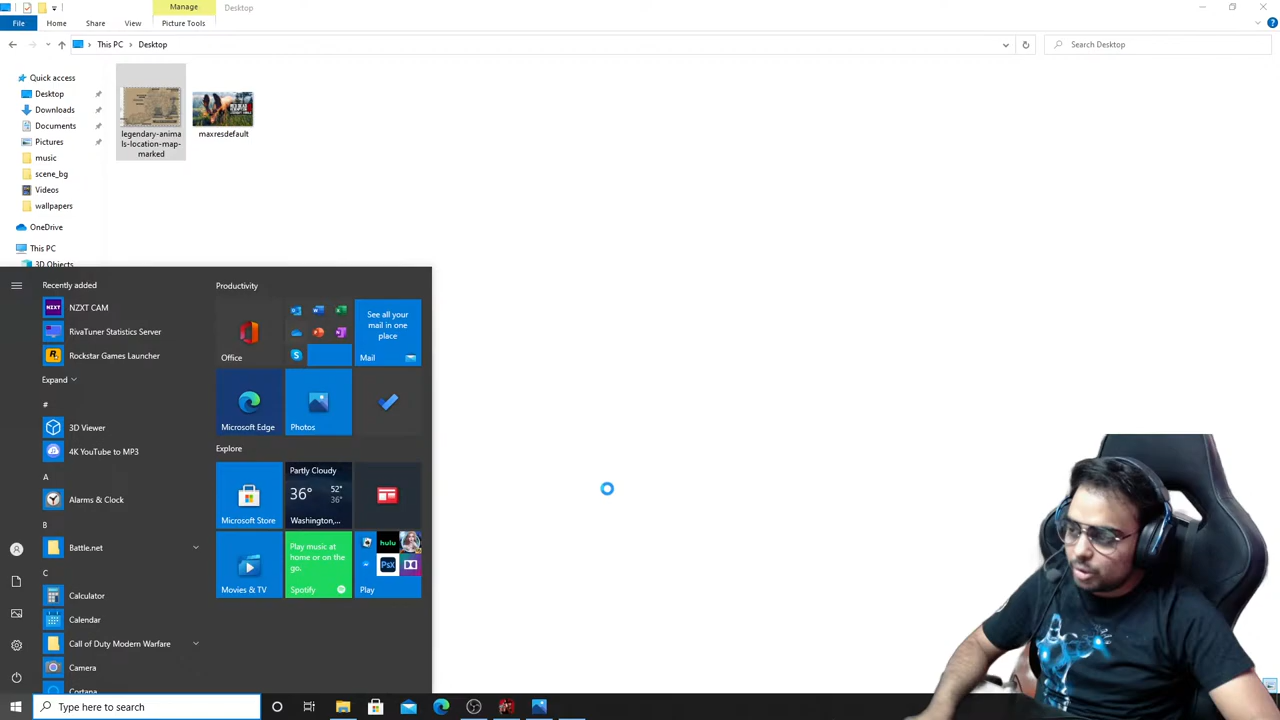 Manage
Desktop
File
Home
Share
View
Picture Tools
This PC
Desktop
Search Desktop
Quick access
Desktop
Downloads
Documents
Pictures
music
scene_bg
Videos
wallpapers
OneDrive
This PC
3D Objects
legendary-anima
ls-location-map-
marked
maxresdefault
Recently added
NZXT
NZXT CAM
RivaTuner Statistics Server
Rockstar Games Launcher
Expand
#
3D Viewer
4K YouTube to MP3
A
Alarms & Clock
B
Battle.net
C
Calculator
Calendar
Call of Duty Modern Warfare
Camera
Cortana
Productivity
Office
See all your
mail in one
place
Mail
Microsoft Edge
Photos
Explore
Microsoft Store
Partly Cloudy
36°
52°
36°
Washington,...
Movies & TV
Play music at
home or on the
go.
Spotify
hulu
Play
Type here to search